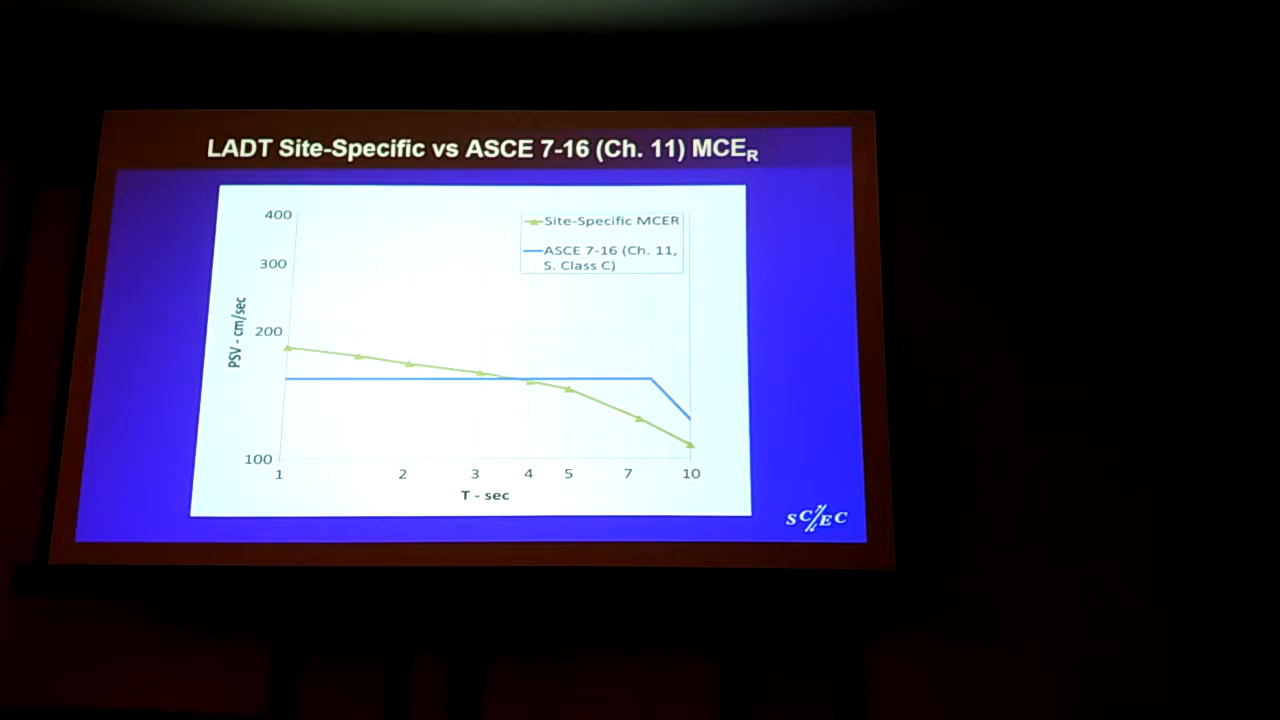 LADT Site-Specific vs ASCE 7-16 (Ch. 11) MCER
Site-Specific MCER
ASCE 7-16 (Ch. 11,
S. Class C)
400
300
200
100
PSV - cm/sec
1 2 3 4 5 7 10
T - sec
SC/EC